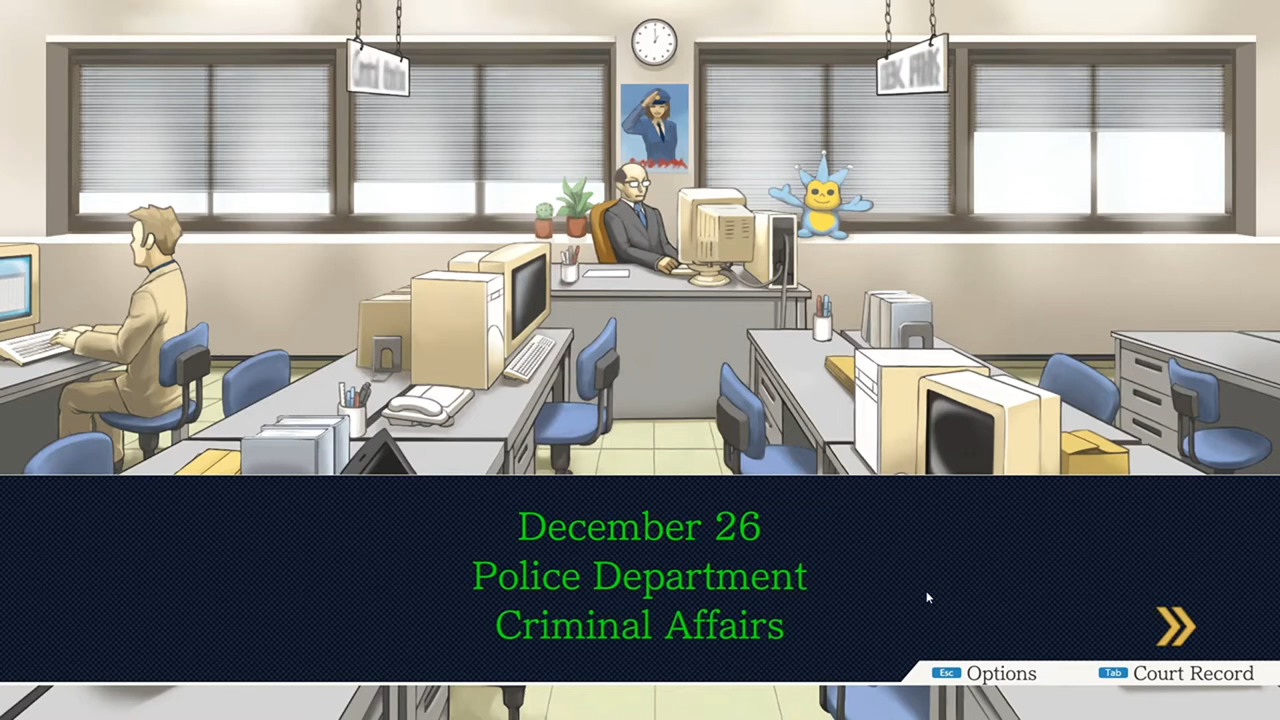 December 26
Police Department
Criminal Affairs
Esc Options
Tab Court Record